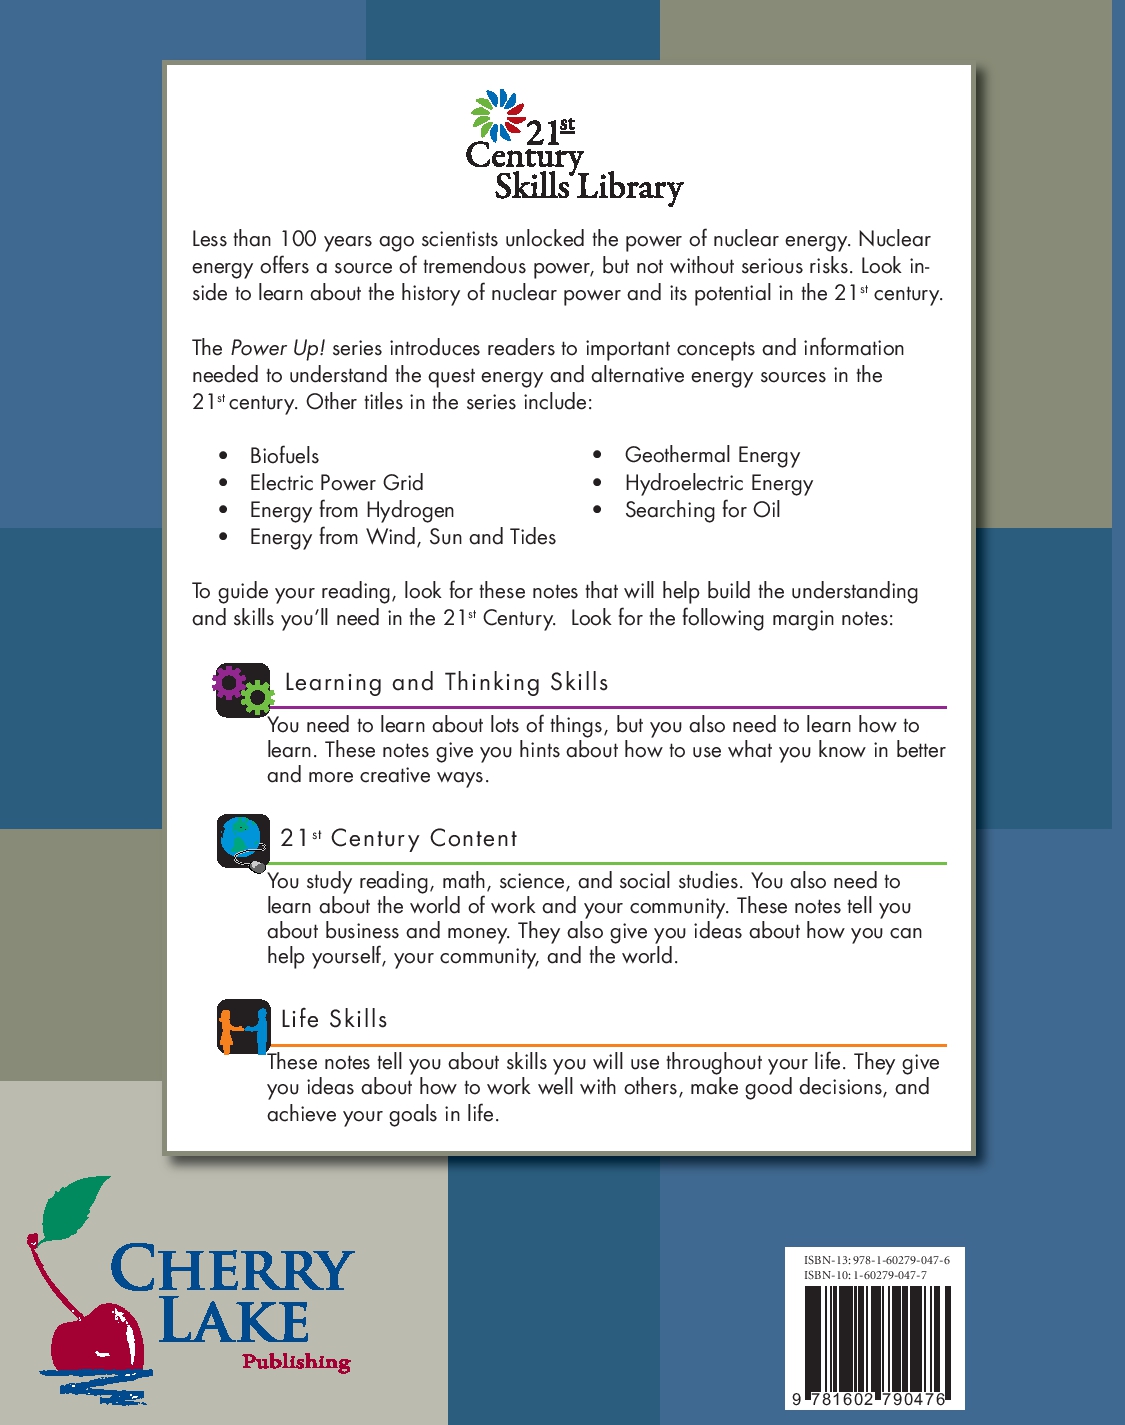 21st
Century
Skills Library
Less than 100 years ago scientists unlocked the power of nuclear energy. Nuclear
energy offers a source of tremendous power, but not without serious risks. Look in-
side to learn about the history of nuclear power and its potential in the 21st century.
The Power Up! series introduces readers to important concepts and information
needed to understand the quest energy and alternative energy sources in the
21st century. Other titles in the series include:
• Biofuels
• Electric Power Grid
• Energy from Hydrogen
• Energy from Wind, Sun and Tides
• Geothermal Energy
• Hydroelectric Energy
• Searching for Oil
To guide your reading, look for these notes that will help build the understanding
and skills you'll need in the 21st Century.  Look for the following margin notes:
Learning and Thinking Skills
You need to learn about lots of things, but you also need to learn how to
learn. These notes give you hints about how to use what you know in better
and more creative ways.
21st Century Content
You study reading, math, science, and social studies. You also need to
learn about the world of work and your community. These notes tell you
about business and money. They also give you ideas about how you can
help yourself, your community, and the world.
Life Skills
These notes tell you about skills you will use throughout your life. They give
you ideas about how to work well with others, make good decisions, and
achieve your goals in life.
CHERRY
LAKE
Publishing
ISBN-13: 978-1-60279-047-6
ISBN-10: 1-60279-047-7
9 781602 790476